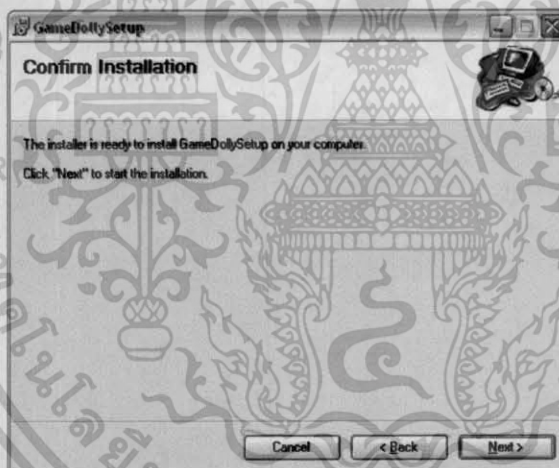 GameDollySetup
Confirm Installation
The installer is ready to install GameDollySetup on your computer.
Click "Next" to start the installation.
Cancel
< Back
Next >